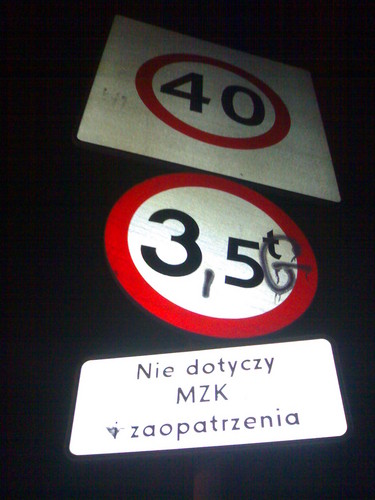 40
3,5t
Nie dotyczy
MZK
i zaopatrzenia